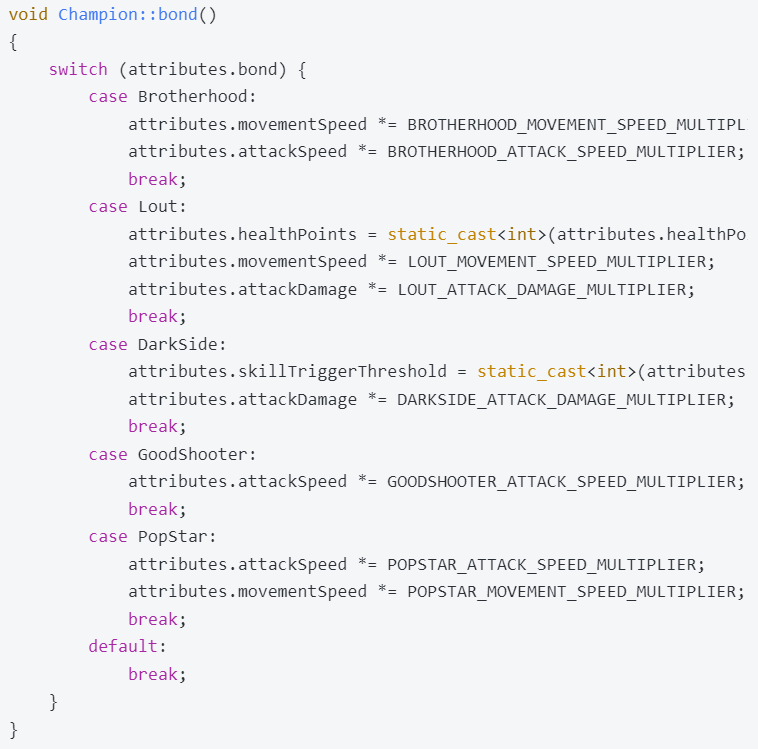 void Champion::bond()
{
    switch (attributes.bond) {
        case Brotherhood:
            attributes.movementSpeed *= BROTHERHOOD_MOVEMENT_SPEED_MULTIPL
            attributes.attackSpeed *= BROTHERHOOD_ATTACK_SPEED_MULTIPLIER;
            break;
        case Lout:
            attributes.healthPoints = static_cast<int>(attributes.healthPo
            attributes.movementSpeed *= LOUT_MOVEMENT_SPEED_MULTIPLIER;
            attributes.attackDamage *= LOUT_ATTACK_DAMAGE_MULTIPLIER;
            break;
        case DarkSide:
            attributes.skillTriggerThreshold = static_cast<int>(attributes
            attributes.attackDamage *= DARKSIDE_ATTACK_DAMAGE_MULTIPLIER;
            break;
        case GoodShooter:
            attributes.attackSpeed *= GOODSHOOTER_ATTACK_SPEED_MULTIPLIER;
            break;
        case PopStar:
            attributes.attackSpeed *= POPSTAR_ATTACK_SPEED_MULTIPLIER;
            attributes.movementSpeed *= POPSTAR_MOVEMENT_SPEED_MULTIPLIER;
            break;
        default:
            break;
    }
}